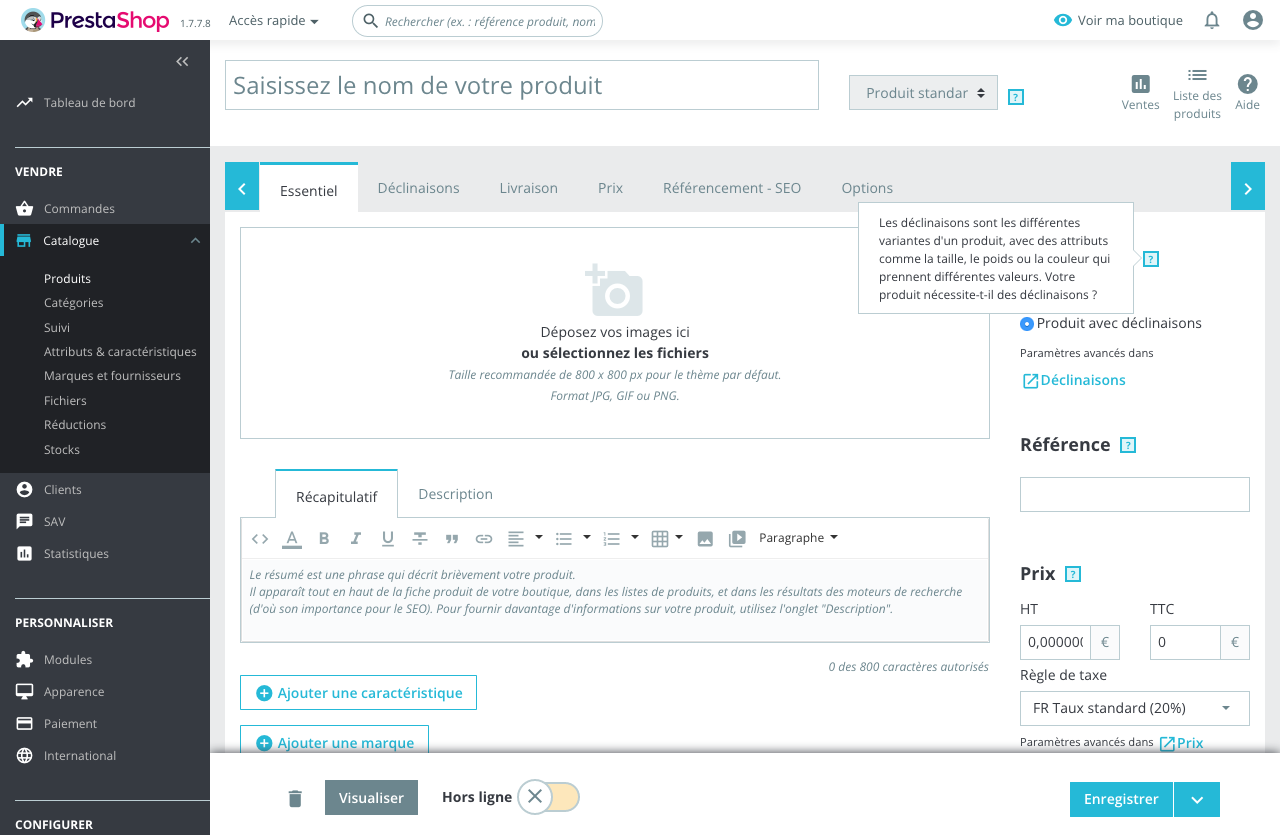 PrestaShop
1.7.7.8
Accès rapide
Rechercher (ex. : référence produit, nom
Voir ma boutique
Tableau de bord
VENDRE
Commandes
Catalogue
Produits
Catégories
Suivi
Attributs & caractéristiques
Marques et fournisseurs
Fichiers
Réductions
Stocks
Clients
SAV
Statistiques
PERSONNALISER
Modules
Apparence
Paiement
International
CONFIGURER
Saisissez le nom de votre produit
Produit standar
?
Ventes
Liste des
produits
Aide
Essentiel
Déclinaisons
Livraison
Prix
Référencement - SEO
Options
Déposez vos images ici
ou sélectionnez les fichiers
Taille recommandée de 800 x 800 px pour le thème par défaut.
Format JPG, GIF ou PNG.
Les déclinaisons sont les différentes
variantes d'un produit, avec des attributs
comme la taille, le poids ou la couleur qui
prennent différentes valeurs. Votre
produit nécessite-t-il des déclinaisons ?
?
Produit avec déclinaisons
Paramètres avancés dans
Déclinaisons
Récapitulatif
Description
Paragraphe
Le résumé est une phrase qui décrit brièvement votre produit.
Il apparaît tout en haut de la fiche produit de votre boutique, dans les listes de produits, et dans les résultats des moteurs de recherche
(d'où son importance pour le SEO). Pour fournir davantage d'informations sur votre produit, utilisez l'onglet "Description".
0 des 800 caractères autorisés
Ajouter une caractéristique
Ajouter une marque
Référence ?
Prix ?
HT
TTC
0,000000 €
0 €
Règle de taxe
FR Taux standard (20%)
Paramètres avancés dans Prix
Visualiser
Hors ligne
Enregistrer